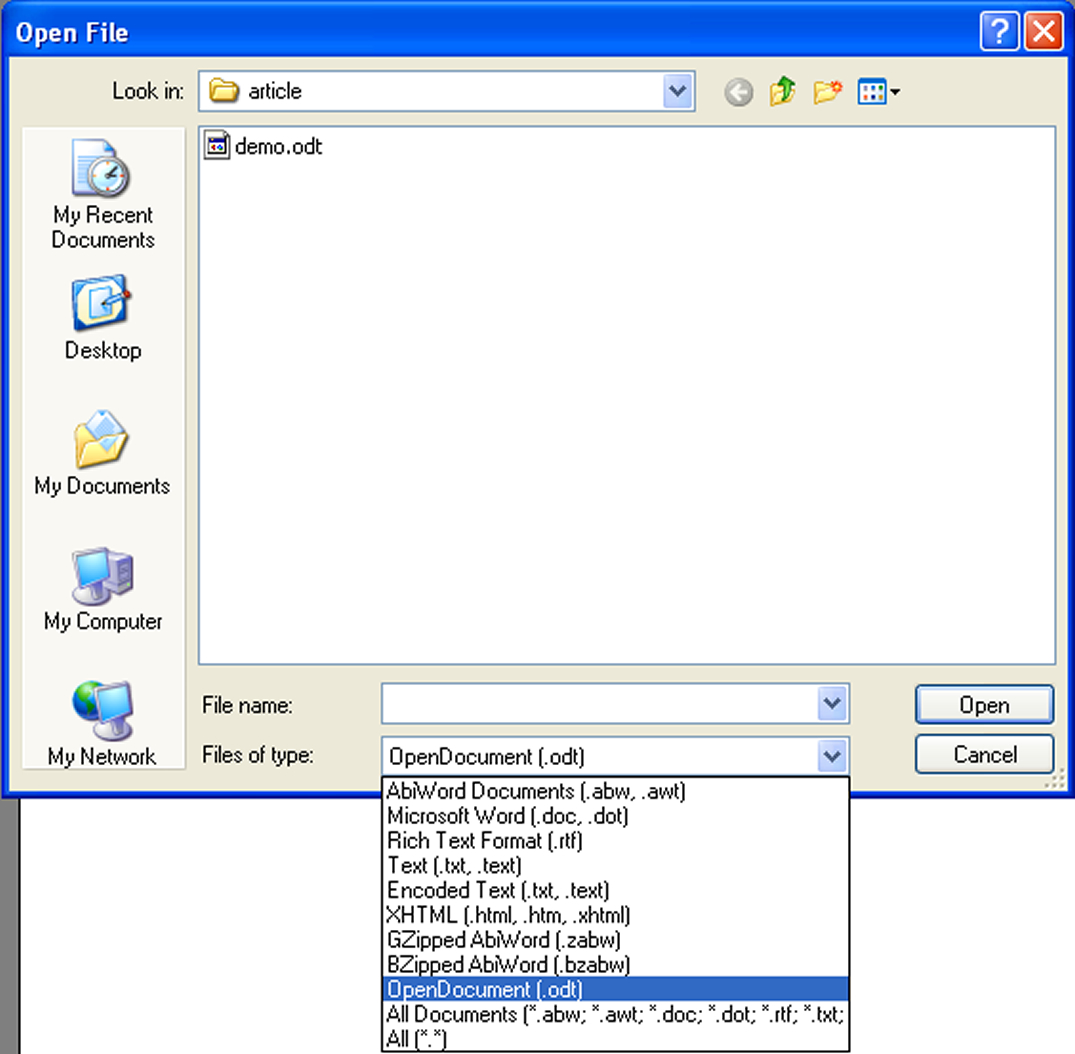 Open File
Look in: article
demo.odt
My Recent
Documents
Desktop
My Documents
My Computer
My Network
File name:
Open
Files of type: OpenDocument (.odt)
Cancel
AbiWord Documents (.abw, .awt)
Microsoft Word (.doc, .dot)
Rich Text Format (.rtf)
Text (.txt, .text)
Encoded Text (.txt, .text)
XHTML (.html, .htm, .xhtml)
GZipped AbiWord (.zabw)
BZipped AbiWord (.bzabw)
OpenDocument (.odt)
All Documents (*.abw; *.awt; *.doc; *.dot; *.rtf; *.txt;
All (*.*)